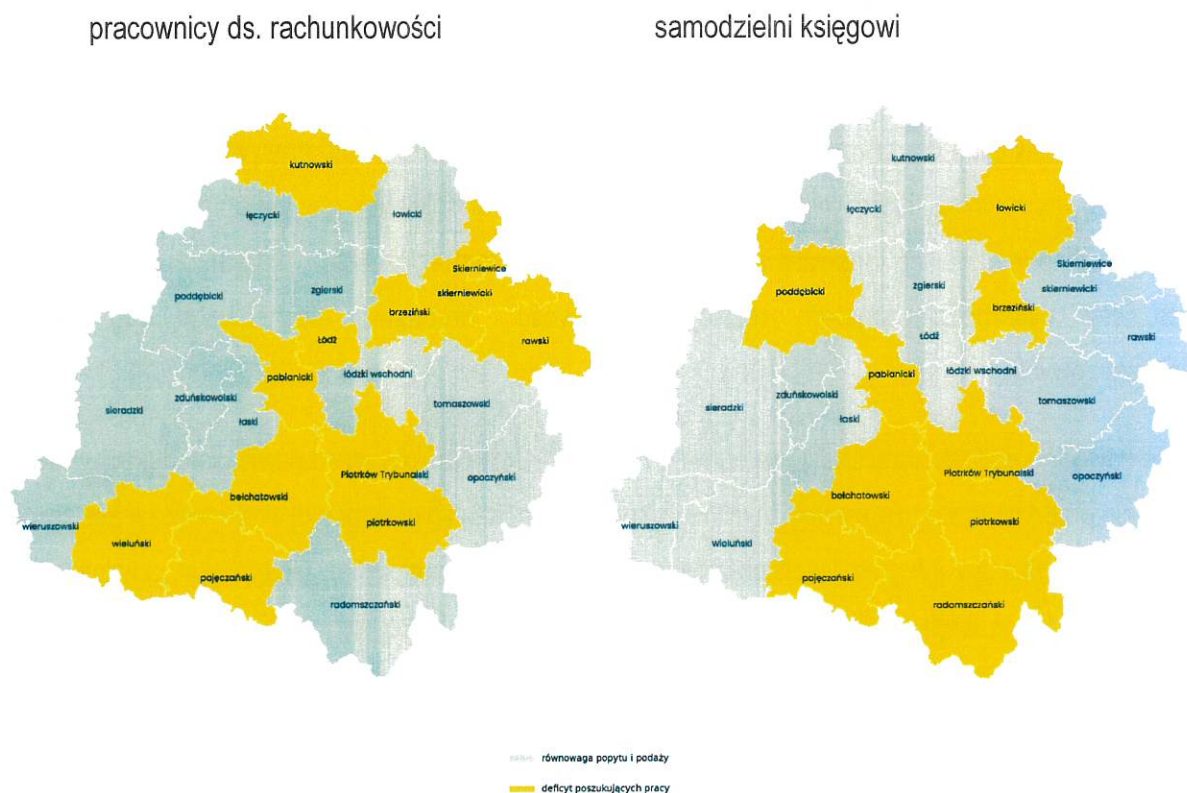 pracownicy ds. rachunkowości
samodzielni księgowi
kutnowski
łęczycki
łowicki
Skierniewice
skierniewicki
poddębicki
zgierski
brzeziński
rawski
Łódź
pabianicki
łódzki wschodni
zduńskowolski
sieradzki
łaski
tomaszowski
Piotrków Trybunalski
opoczyński
bełchatowski
wieruszowski
piotrkowski
wieluński
pajęczański
radomszczański
kutnowski
łęczycki
łowicki
Skierniewice
poddębicki
zgierski
skierniewicki
brzeziński
Łódź
rawski
pabianicki
łódzki wschodni
zduńskowolski
sieradzki
łaski
tomaszowski
Piotrków Trybunalski
opoczyński
bełchatowski
wieruszowski
piotrkowski
wieluński
pajęczański
radomszczański
równowaga popytu i podaży
deficyt poszukujących pracy